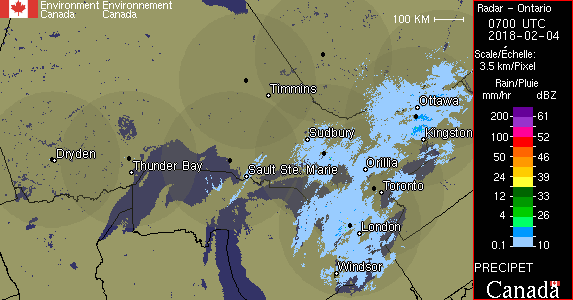 Environment Environnement
Canada Canada
100 KM
Timmins
Ottawa
Sudbury
Kingston
Dryden
Thunder Bay
Sault Ste. Marie
Orillia
Toronto
London
Windsor
Radar - Ontario
0700 UTC
2018-02-04
Scale/Échelle:
3.5 km/Pixel
Rain/Pluie
mm/hr dBZ
200 61
100 52
50 46
24 39
12 34
4 26
0.1 10
PRECIPET
Canada